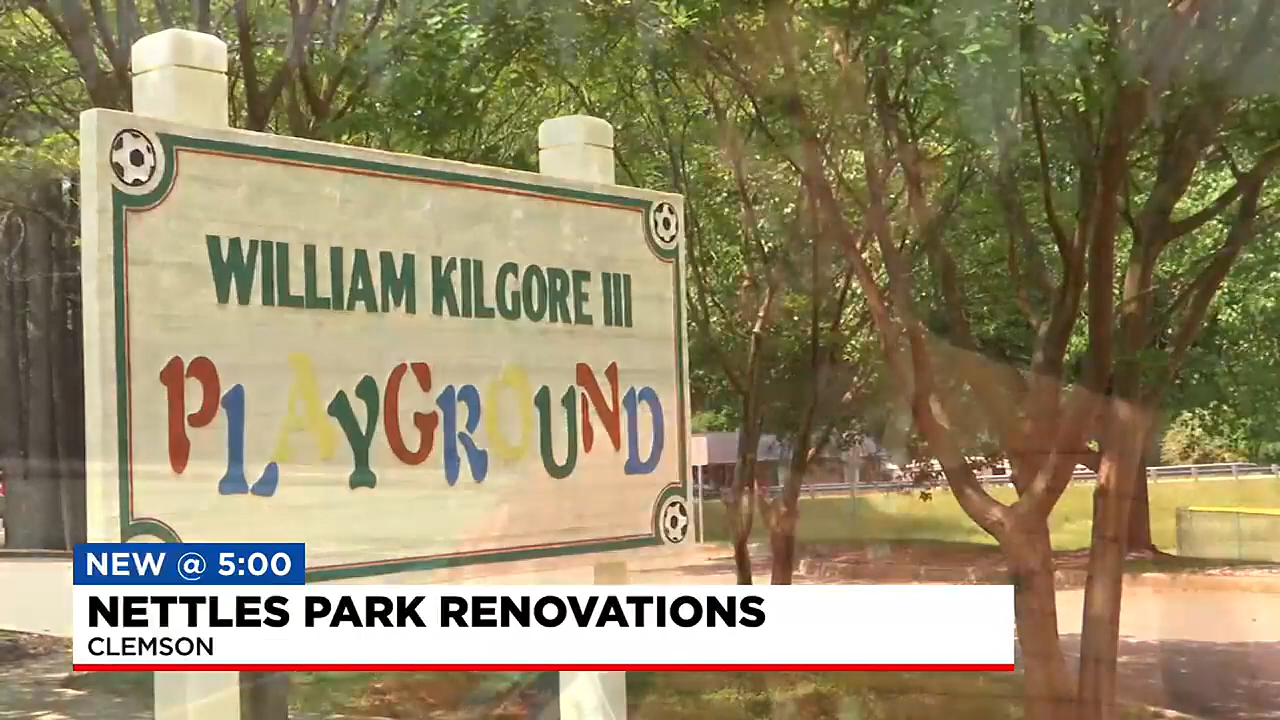 WILLIAM KILGORE III
PLAYGROUND
NEW @ 5:00
NETTLES PARK RENOVATIONS
CLEMSON